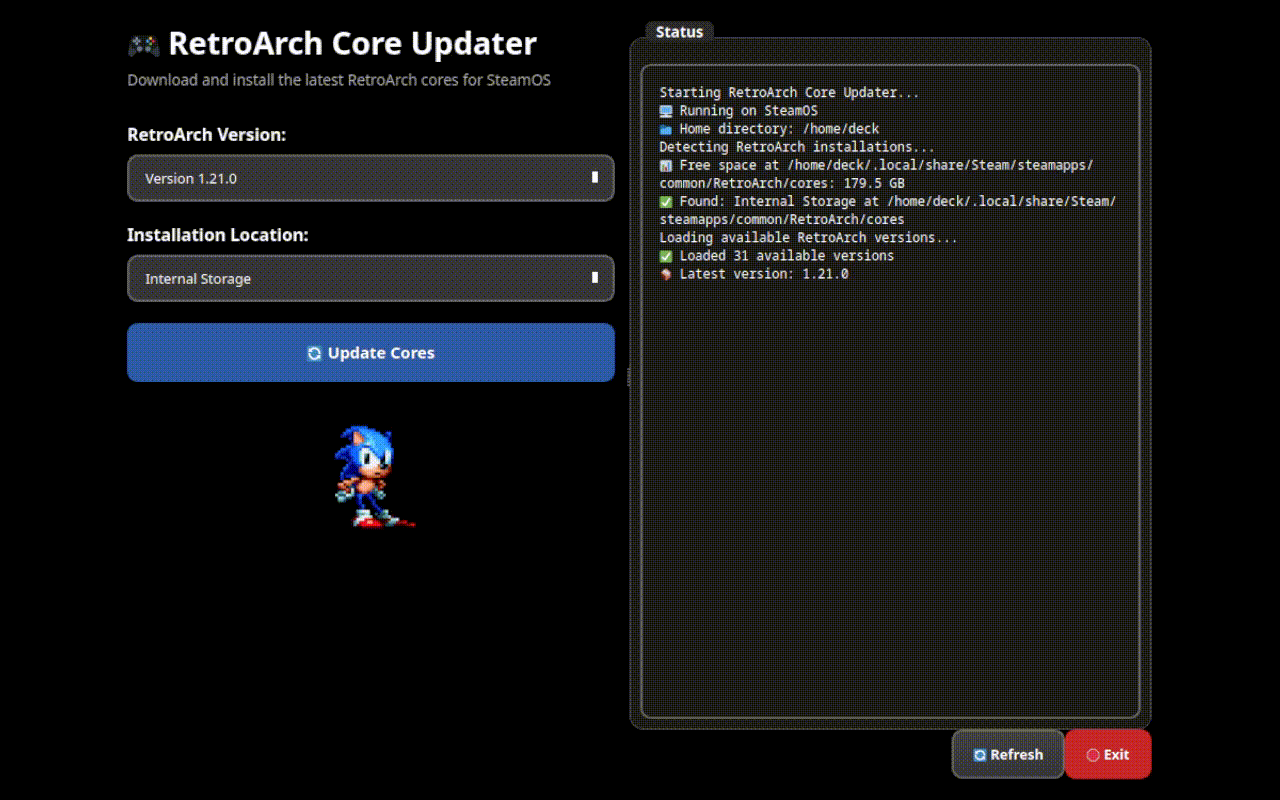 RetroArch Core Updater
Download and install the latest RetroArch cores for SteamOS
RetroArch Version:
Version 1.21.0
Installation Location:
Internal Storage
Update Cores
Status
Starting RetroArch Core Updater...
Running on SteamOS
Home directory: /home/deck
Detecting RetroArch installations...
Free space at /home/deck/.local/share/Steam/steamapps/
common/RetroArch/cores: 179.5 GB
Found: Internal Storage at /home/deck/.local/share/Steam/
steamapps/common/RetroArch/cores
Loading available RetroArch versions...
Loaded 31 available versions
Latest version: 1.21.0
Refresh
Exit